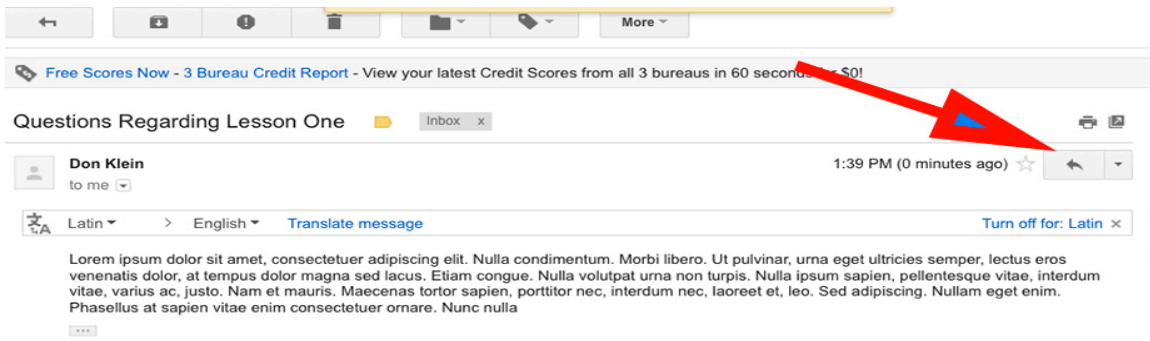 More
Free Scores Now - 3 Bureau Credit Report - View your latest Credit Scores from all 3 bureaus in 60 seconds $0!
Questions Regarding Lesson One
Inbox x
Don Klein
1:39 PM (0 minutes ago)
to me
文A Latin > English Translate message Turn off for: Latin ×
Lorem ipsum dolor sit amet, consectetuer adipiscing elit. Nulla condimentum. Morbi libero. Ut pulvinar, urna eget ultricies semper, lectus eros
venenatis dolor, at tempus dolor magna sed lacus. Etiam congue. Nulla volutpat urna non turpis. Nulla ipsum sapien, pellentesque vitae, interdum
vitae, varius ac, justo. Nam et mauris. Maecenas tortor sapien, porttitor nec, interdum nec, laoreet et, leo. Sed adipiscing. Nullam eget enim.
Phasellus at sapien vitae enim consectetuer ornare. Nunc nulla